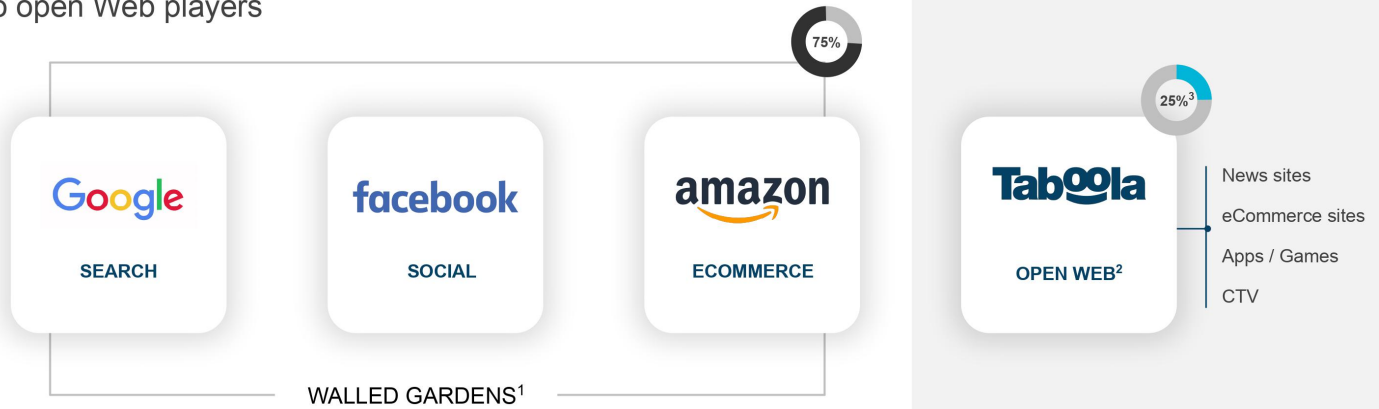 open Web players
75%
25%³
Google
facebook
amazon
Taboola
SEARCH
SOCIAL
ECOMMERCE
OPEN WEB²
News sites
eCommerce sites
Apps / Games
CTV
WALLED GARDENS¹